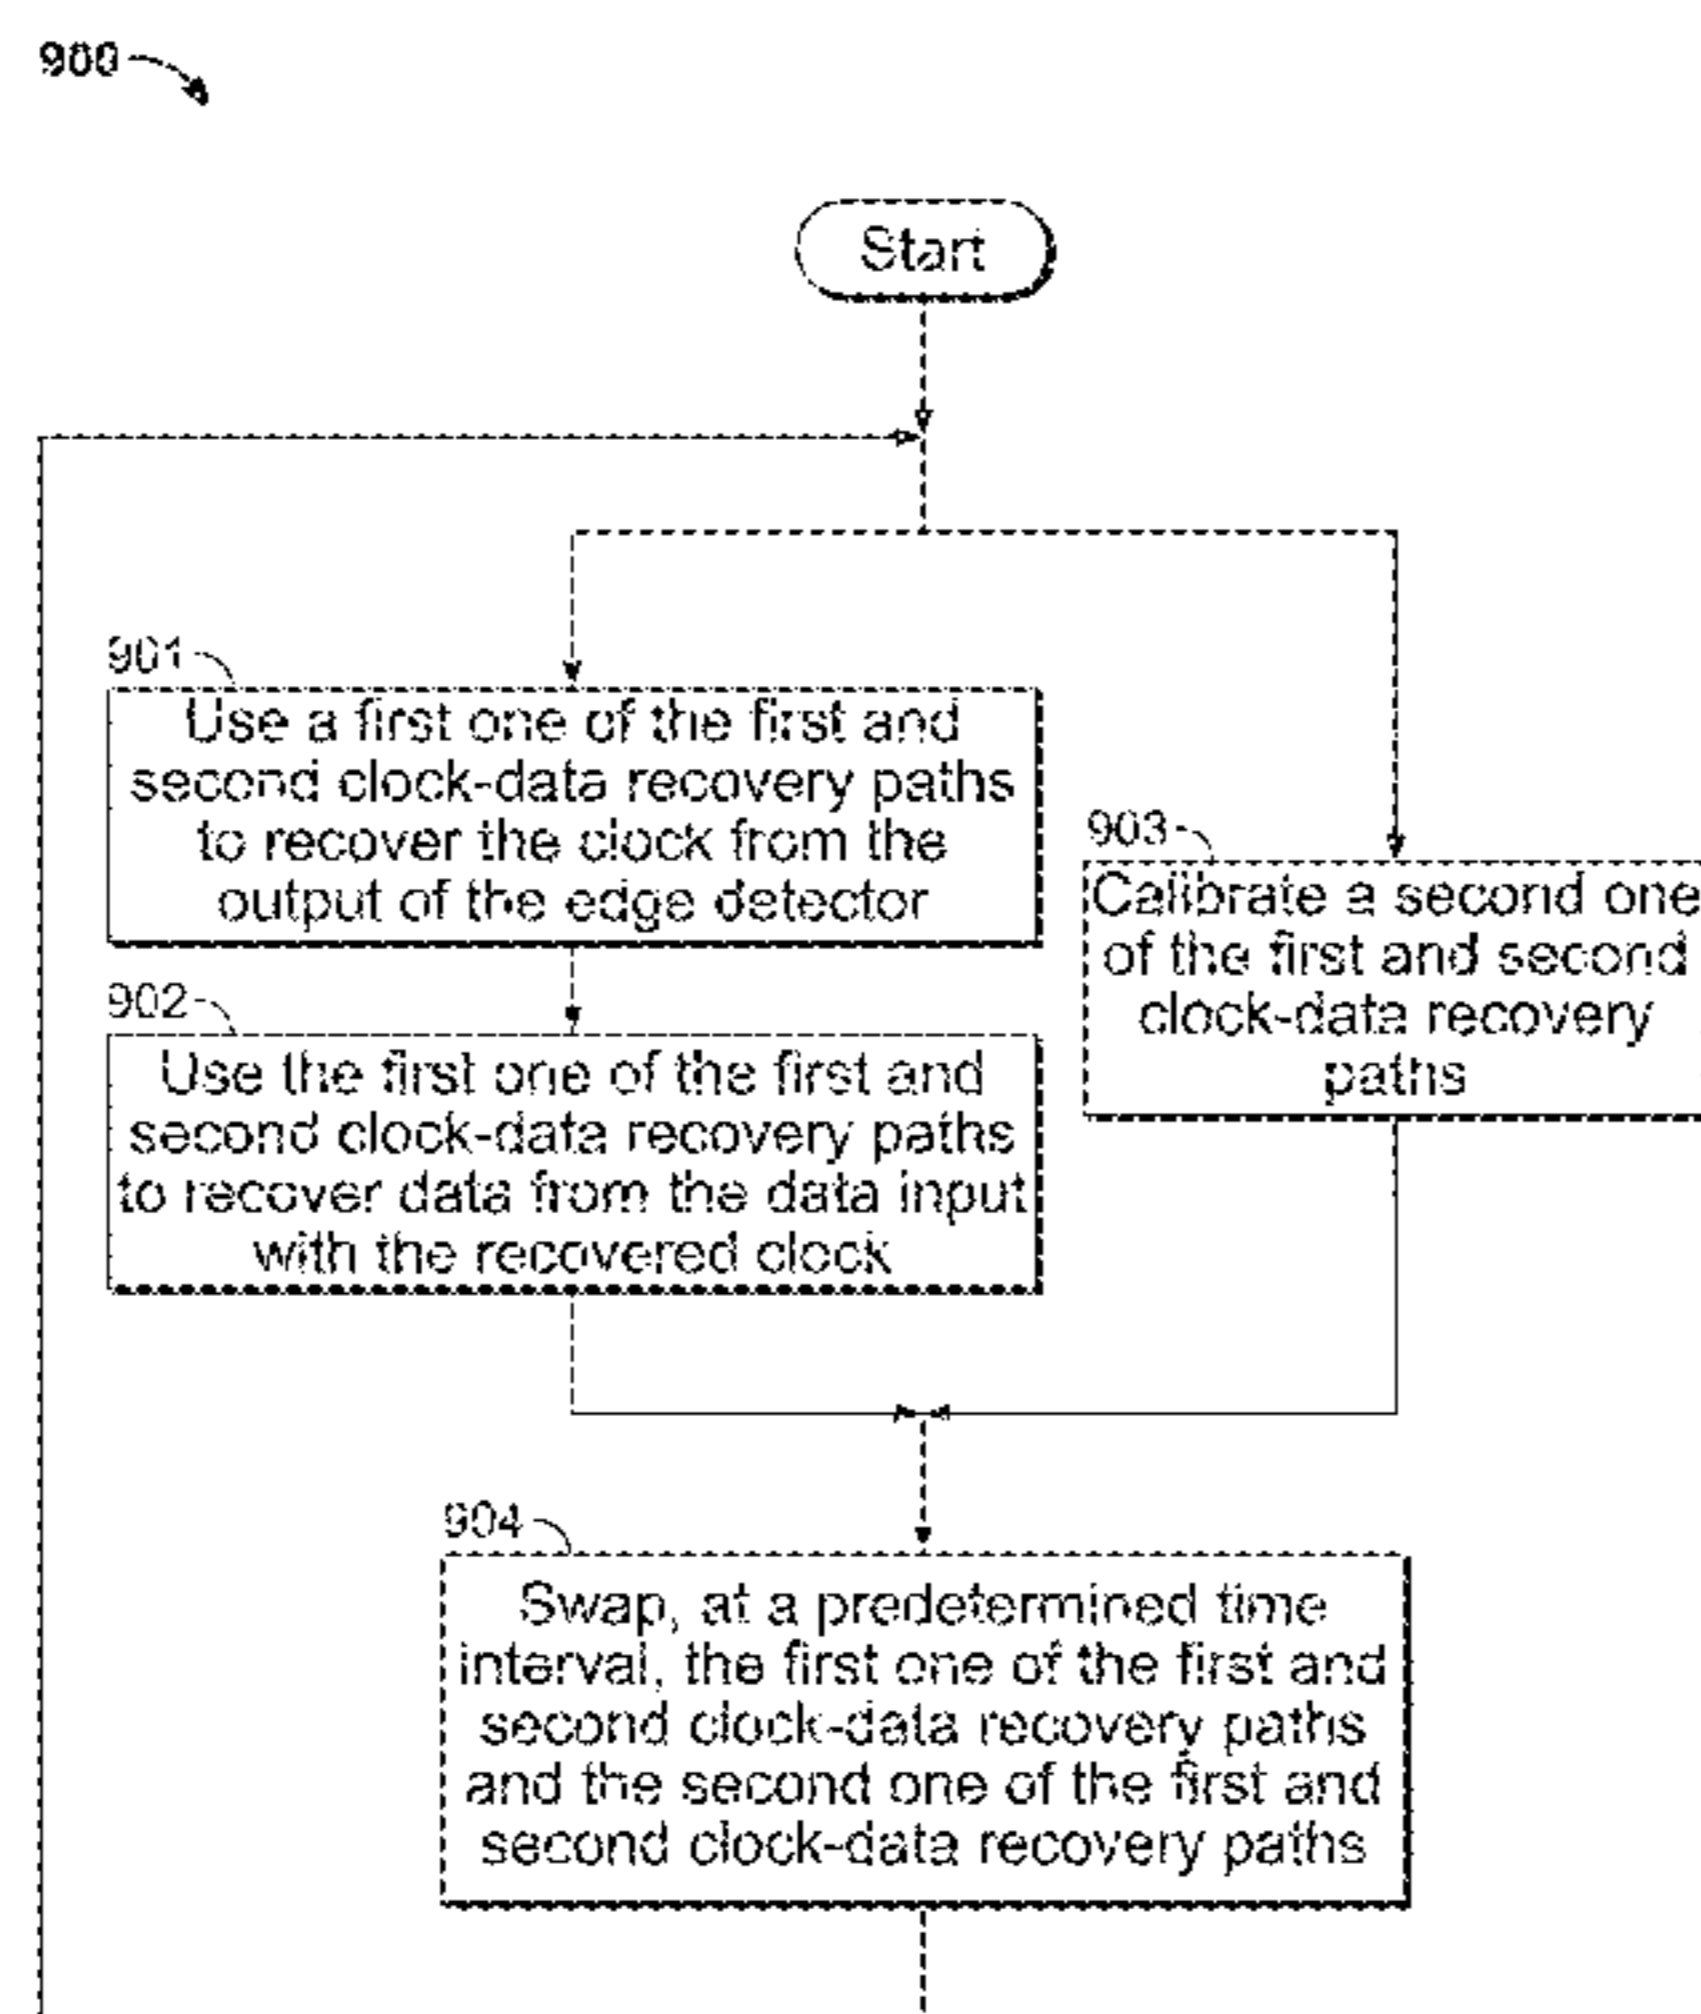 900
Start
901
Use a first one of the first and
second clock-data recovery paths
to recover the clock from the
output of the edge detector
902
Use the first one of the first and
second clock-data recovery paths
to recover data from the data input
with the recovered clock
903
Calibrate a second one
of the first and second
clock-data recovery
paths
904
Swap, at a predetermined time
interval, the first one of the first and
second clock-data recovery paths
and the second one of the first and
second clock-data recovery paths